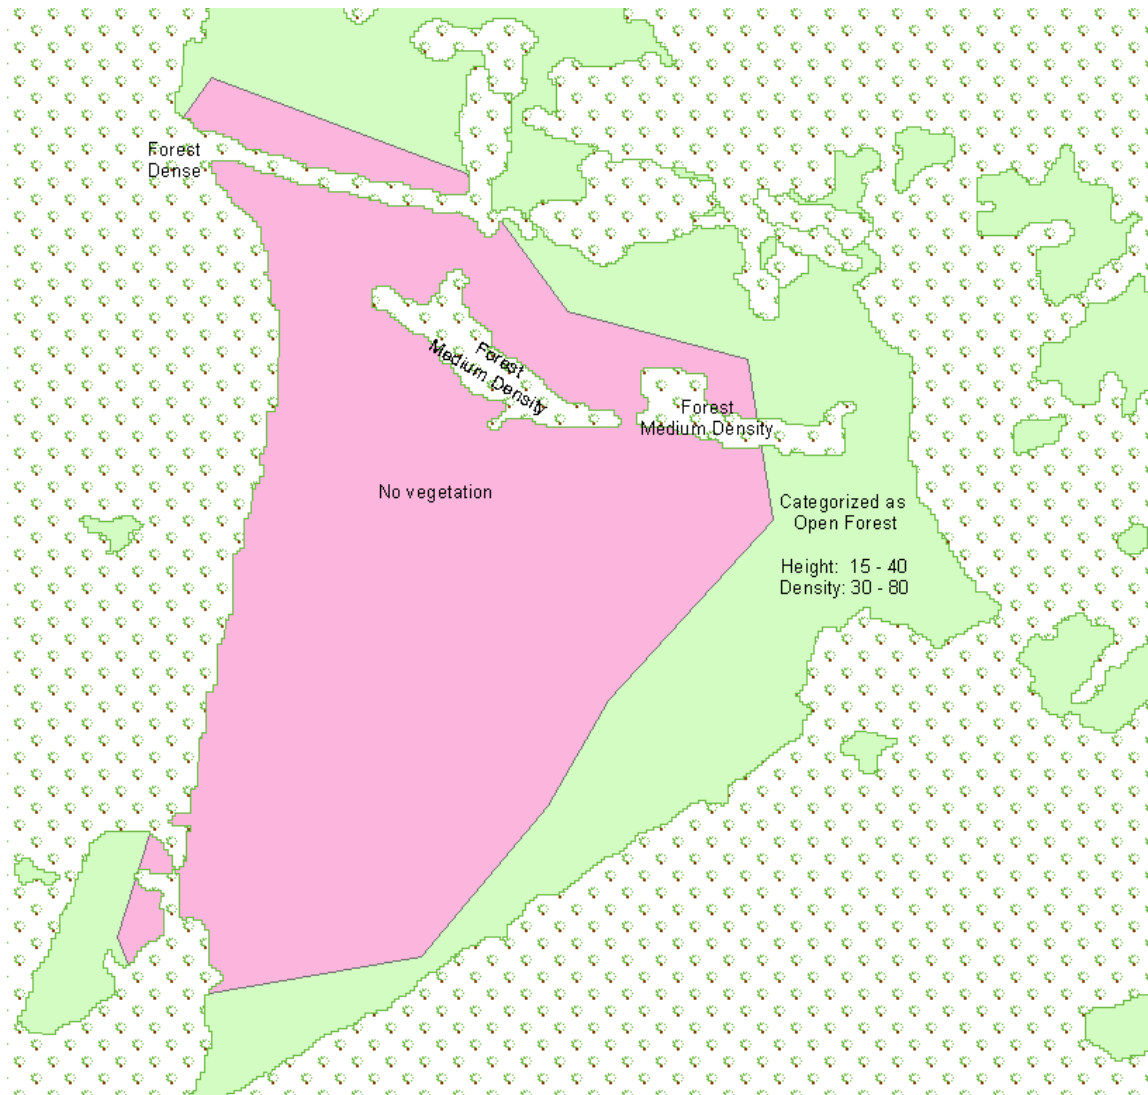 Forest
Dense
Forest
Medium Density
Forest
Medium Density
No vegetation
Categorized as
Open Forest
Height: 15 - 40
Density: 30 - 80